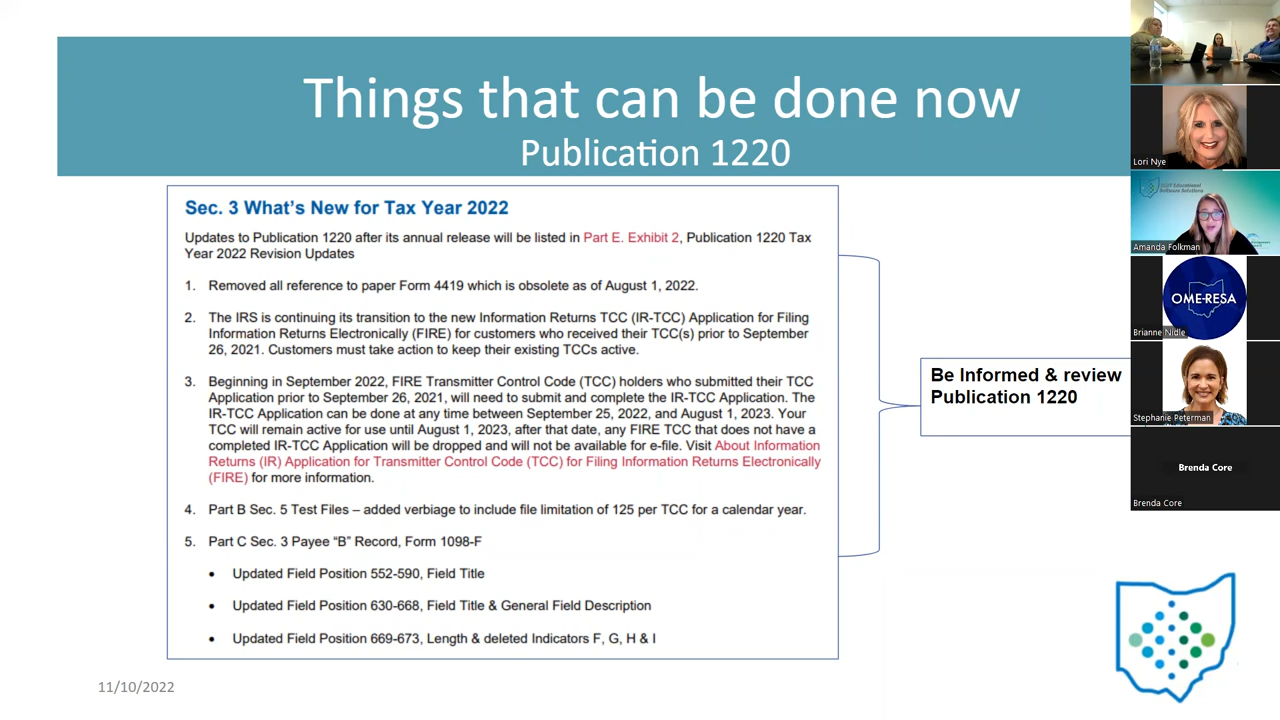 Things that can be done now
Publication 1220
Sec. 3 What's New for Tax Year 2022
Updates to Publication 1220 after its annual release will be listed in Part E. Exhibit 2, Publication 1220 Tax
Year 2022 Revision Updates
1. Removed all reference to paper Form 4419 which is obsolete as of August 1, 2022.
2. The IRS is continuing its transition to the new Information Returns TCC (IR-TCC) Application for Filing
Information Returns Electronically (FIRE) for customers who received their TCC(s) prior to September
26, 2021. Customers must take action to keep their existing TCCs active.
3. Beginning in September 2022, FIRE Transmitter Control Code (TCC) holders who submitted their TCC
Application prior to September 26, 2021, will need to submit and complete the IR-TCC Application. The
IR-TCC Application can be done at any time between September 25, 2022, and August 1, 2023. Your
TCC will remain active for use until August 1, 2023, after that date, any FIRE TCC that does not have a
completed IR-TCC Application will be dropped and will not be available for e-file. Visit About Information
Returns (IR) Application for Transmitter Control Code (TCC) for Filing Information Returns Electronically
(FIRE) for more information.
4. Part B Sec. 5 Test Files – added verbiage to include file limitation of 125 per TCC for a calendar year.
5. Part C Sec. 3 Payee “B” Record, Form 1098-F
• Updated Field Position 552-590, Field Title
• Updated Field Position 630-668, Field Title & General Field Description
• Updated Field Position 669-673, Length & deleted Indicators F, G, H & I
Be Informed & review
Publication 1220
11/10/2022
Lori Nye
Educational
Software Solutions
Amanda Folkman
OME-RESA
Brianne Nidle
Stephanie Peterman
Brenda Core
Brenda Core